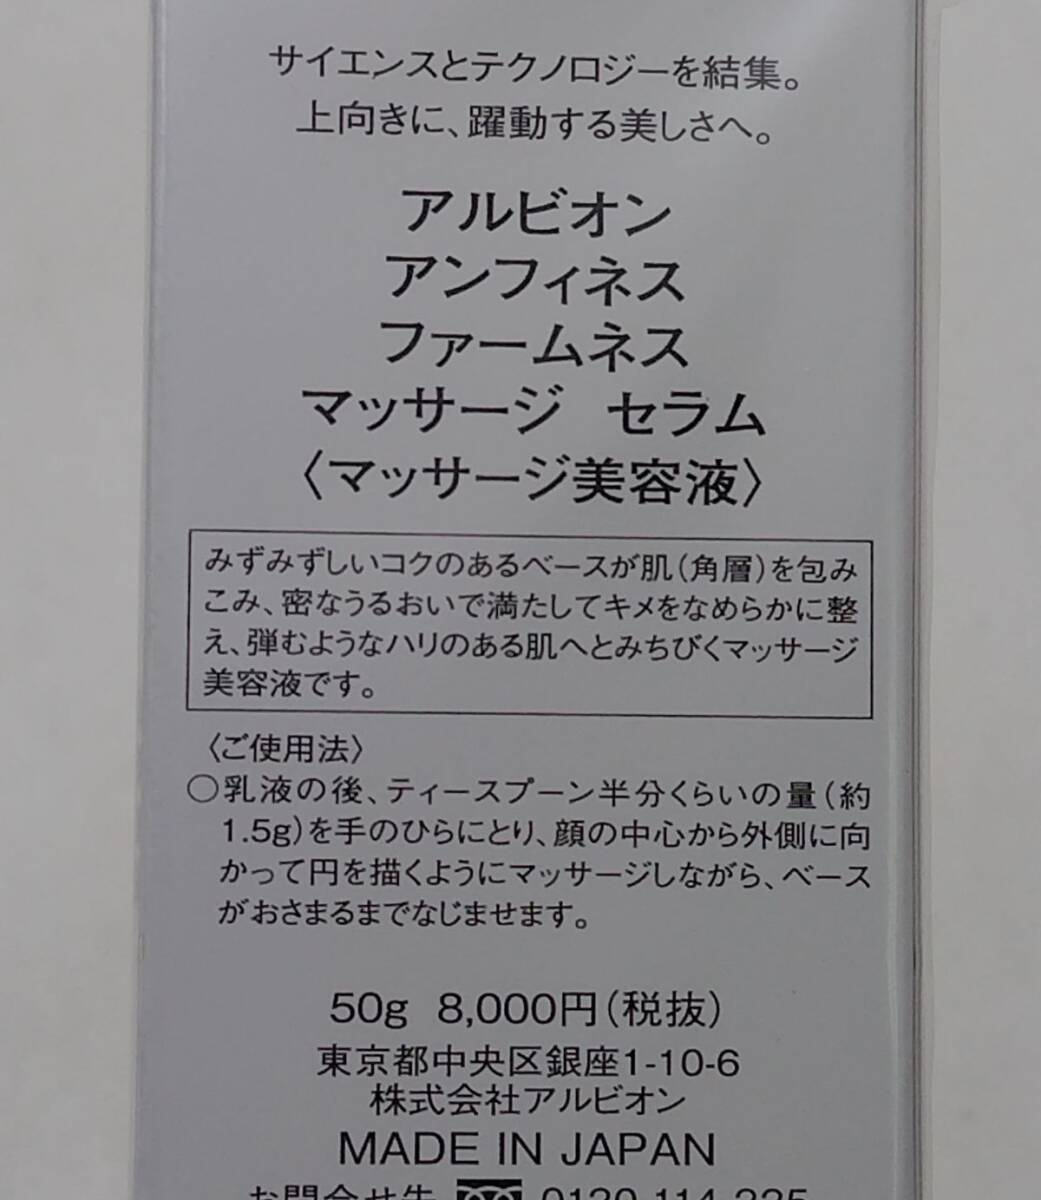 サイエンスとテクノロジーを結集。
上向きに、躍動する美しさへ。
アルビオン
アンフィネス
ファームネス
マッサージ セラム
〈マッサージ美容液〉
みずみずしいコクのあるベースが肌(角層)を包み
こみ、密なうるおいで満たしてキメをなめらかに整
え、弾むようなハリのある肌へとみちびくマッサージ
美容液です。
〈ご使用法〉
○乳液の後、ティースプーン半分くらいの量(約
1.5g)を手のひらにとり、顔の中心から外側に向
かって円を描くようにマッサージしながら、ベース
がおさまるまでなじませます。
50g 8,000円(税抜)
東京都中央区銀座1-10-6
株式会社アルビオン
MADE IN JAPAN
お問合せ先 0120-114-225